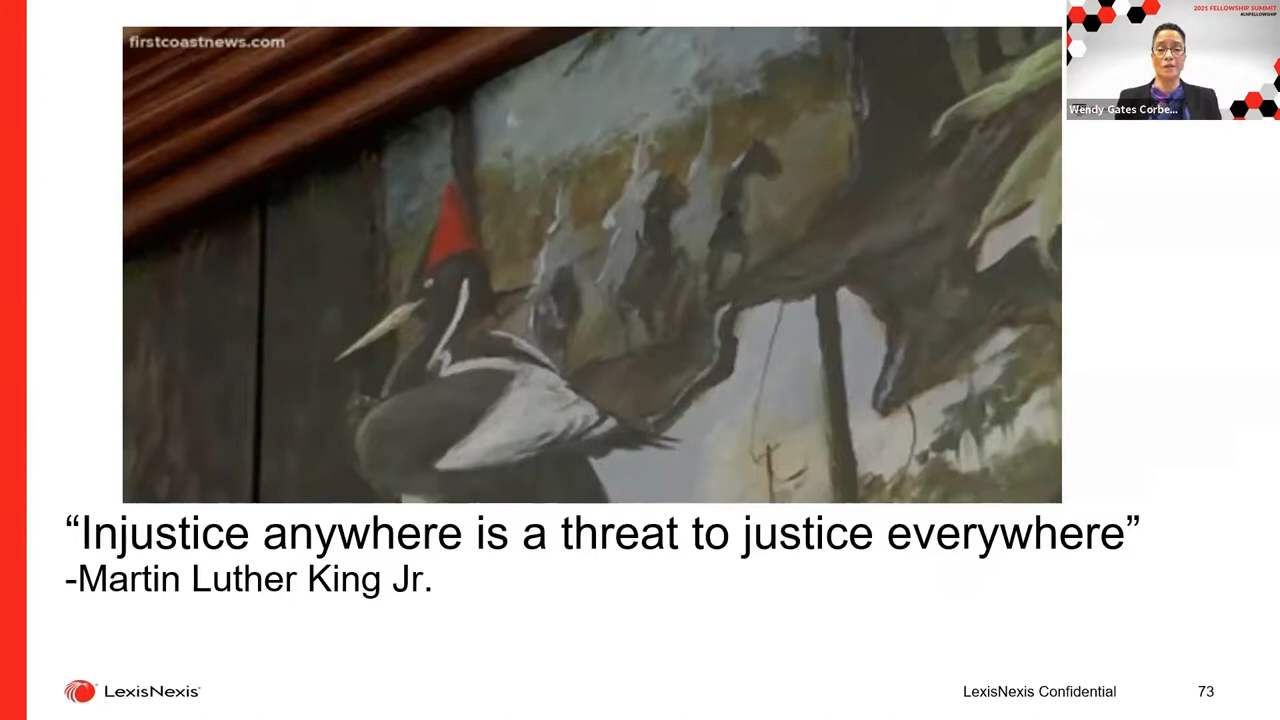 firstcoastnews.com
2021 FELLOWSHIP SUMMIT
#LNFELLOWSHIP
Wendy Gates Corbe...
“Injustice anywhere is a threat to justice everywhere”
-Martin Luther King Jr.
LexisNexis®
LexisNexis Confidential
73